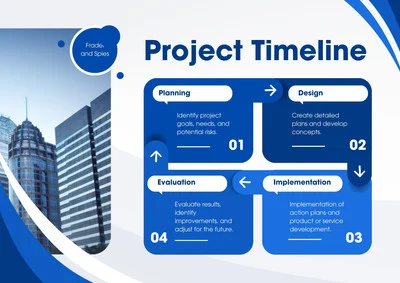 Frade,
and Spies
Project Timeline
Planning
Identify project
goals, needs, and
potential risks.
01
Design
Create detailed
plans and develop
concepts.
02
Evaluation
Evaluate results,
identify
improvements, and
adjust for the future.
04
Implementation
Implementation of
action plans and
product or service
development.
03